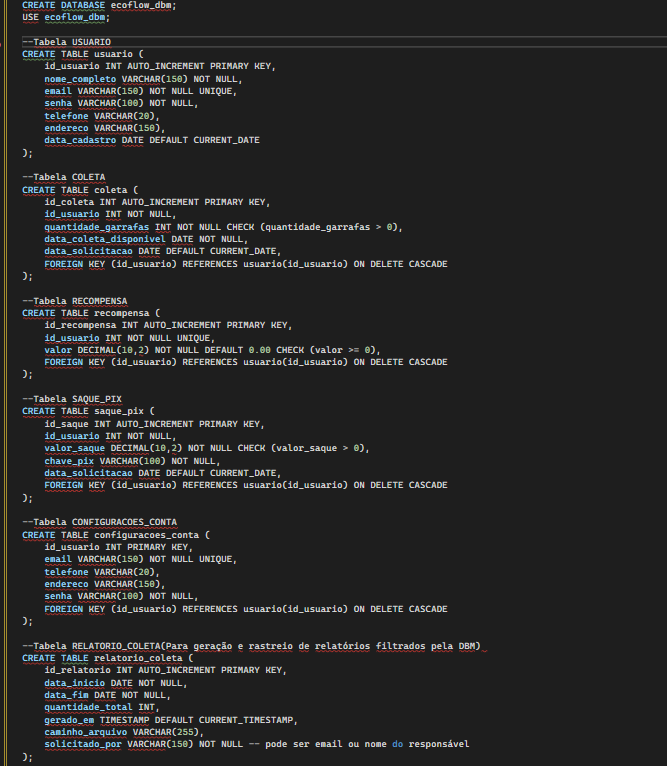 CREATE DATABASE ecoflow_dbm;
USE ecoflow_dbm;
--Tabela USUARIO
CREATE TABLE usuario (
id_usuario INT AUTO_INCREMENT PRIMARY KEY,
nome_completo VARCHAR(150) NOT NULL,
email VARCHAR(150) NOT NULL UNIQUE,
senha VARCHAR(100) NOT NULL,
telefone VARCHAR(20),
endereco VARCHAR(150),
data_cadastro DATE DEFAULT CURRENT_DATE
);
--Tabela COLETA
CREATE TABLE coleta (
id_coleta INT AUTO_INCREMENT PRIMARY KEY,
id_usuario INT NOT NULL,
quantidade_garrafas INT NOT NULL CHECK (quantidade_garrafas > 0),
data_coleta_disponivel DATE NOT NULL,
data_solicitacao DATE DEFAULT CURRENT_DATE,
FOREIGN KEY (id_usuario) REFERENCES usuario(id_usuario) ON DELETE CASCADE
);
--Tabela RECOMPENSA
CREATE TABLE recompensa (
id_recompensa INT AUTO_INCREMENT PRIMARY KEY,
id_usuario INT NOT NULL UNIQUE,
valor DECIMAL(10,2) NOT NULL DEFAULT 0.00 CHECK (valor >= 0),
FOREIGN KEY (id_usuario) REFERENCES usuario(id_usuario) ON DELETE CASCADE
);
--Tabela SAQUE_PIX
CREATE TABLE saque_pix (
id_saque INT AUTO_INCREMENT PRIMARY KEY,
id_usuario INT NOT NULL,
valor_saque DECIMAL(10,2) NOT NULL CHECK (valor_saque > 0),
chave_pix VARCHAR(100) NOT NULL,
data_solicitacao DATE DEFAULT CURRENT_DATE,
FOREIGN KEY (id_usuario) REFERENCES usuario(id_usuario) ON DELETE CASCADE
);
--Tabela CONFIGURACOES_CONTA
CREATE TABLE configuracoes_conta (
id_usuario INT PRIMARY KEY,
email VARCHAR(150) NOT NULL UNIQUE,
telefone VARCHAR(20),
endereco VARCHAR(150),
senha VARCHAR(100) NOT NULL,
FOREIGN KEY (id_usuario) REFERENCES usuario(id_usuario) ON DELETE CASCADE
);
--Tabela RELATORIO_COLETA(Para geração e rastreio de relatórios filtrados pela DBM)
CREATE TABLE relatorio_coleta (
id_relatorio INT AUTO_INCREMENT PRIMARY KEY,
data_inicio DATE NOT NULL,
data_fim DATE NOT NULL,
quantidade_total INT,
gerado_em TIMESTAMP DEFAULT CURRENT_TIMESTAMP,
caminho_arquivo VARCHAR(255),
solicitado_por VARCHAR(150) NOT NULL -- pode ser email ou nome do responsável
);